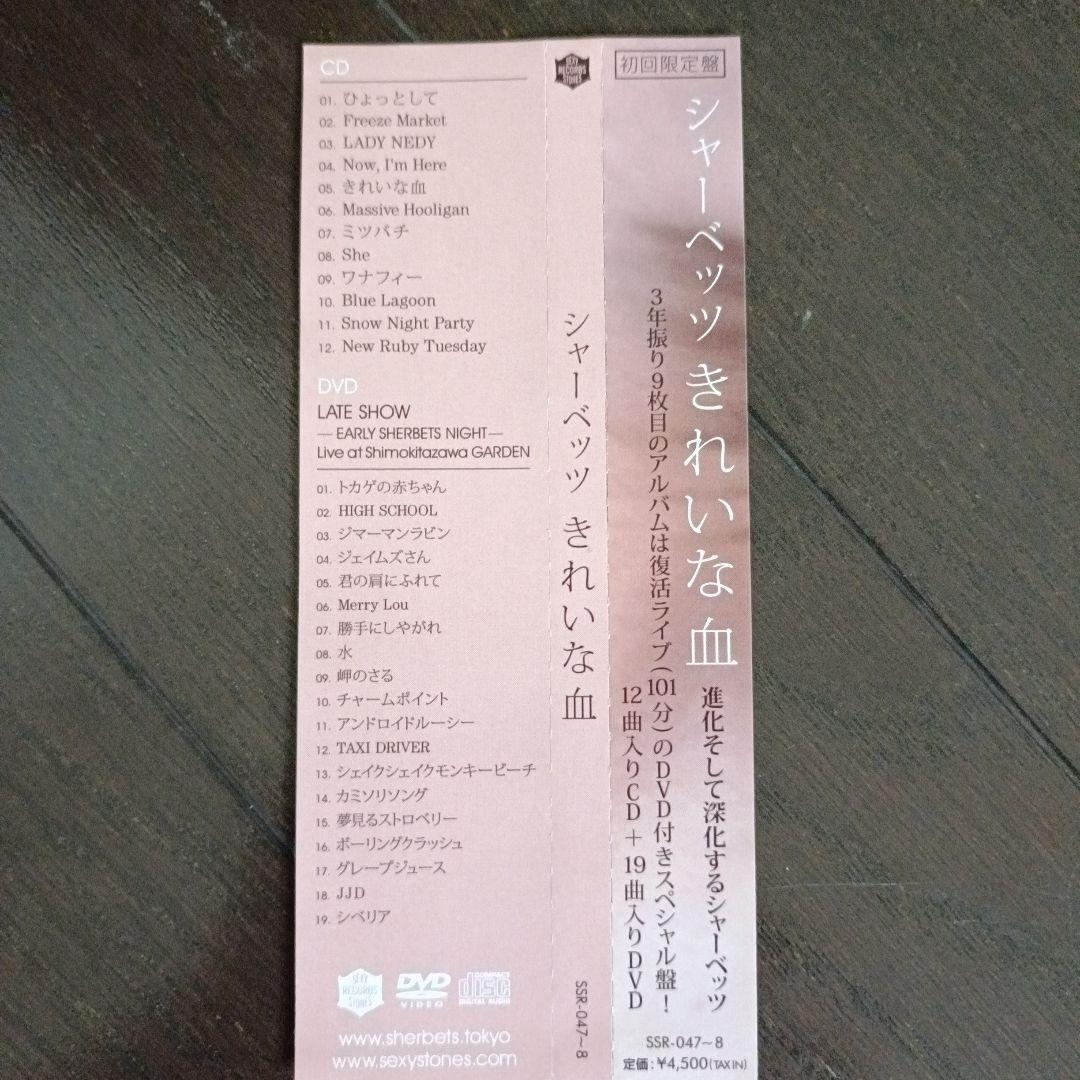 CD
01. ひょっとして
02. Freeze Market
03. LADY NEDY
04. Now, I'm Here
05. きれいな血
06. Massive Hooligan
07. ミツバチ
08. She
09. ワナフィー
10. Blue Lagoon
11. Snow Night Party
12. New Ruby Tuesday
DVD
LATE SHOW
— EARLY SHERBETS NIGHT—
Live at Shimokitazawa GARDEN
01. トカゲの赤ちゃん
02. HIGH SCHOOL
03. ジマーマンラビン
04. ジェイムズさん
05. 君の肩にふれて
06. Merry Lou
07. 勝手にしやがれ
08. 水
09. 岬のさる
10. チャームポイント
11. アンドロイドルーシー
12. TAXI DRIVER
13. シェイクシェイクモンキービーチ
14. カミソリソング
15. 夢見るストロベリー
16. ボーリングクラッシュ
17. グレープジュース
18. JJD
19. シベリア
SEXY
RECORDS
STONES
DVD
VIDEO
COMPACT
disc
DIGITAL AUDIO
www.sherbets.tokyo
www.sexystones.com
SEXY
RECORDS
STONES
シャーベッツ きれいな血
SSR-047~8
初回限定盤
シャーベッツ きれいな血
進化そして深化するシャーベッツ
3年振り9枚目のアルバムは復活ライブ(101分)のDVD付きスペシャル盤!
12曲入りCD+19曲入りDVD
SSR-047~8
定価:¥4,500(TAX IN)